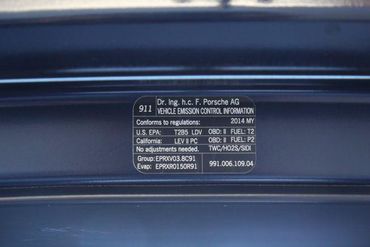 911 Dr. Ing. h.c. F. Porsche AG
VEHICLE EMISSION CONTROL INFORMATION
Conforms to regulations: 2014 MY
U.S. EPA: T2B5 LDV OBD: II FUEL: T2
California: LEV II PC OBD: II FUEL: P2
No adjustments needed. TWC/HO2S/SIDI
Group: EPRXV03.8C91
Evap: EPRXR0150R91 991.006.109.04